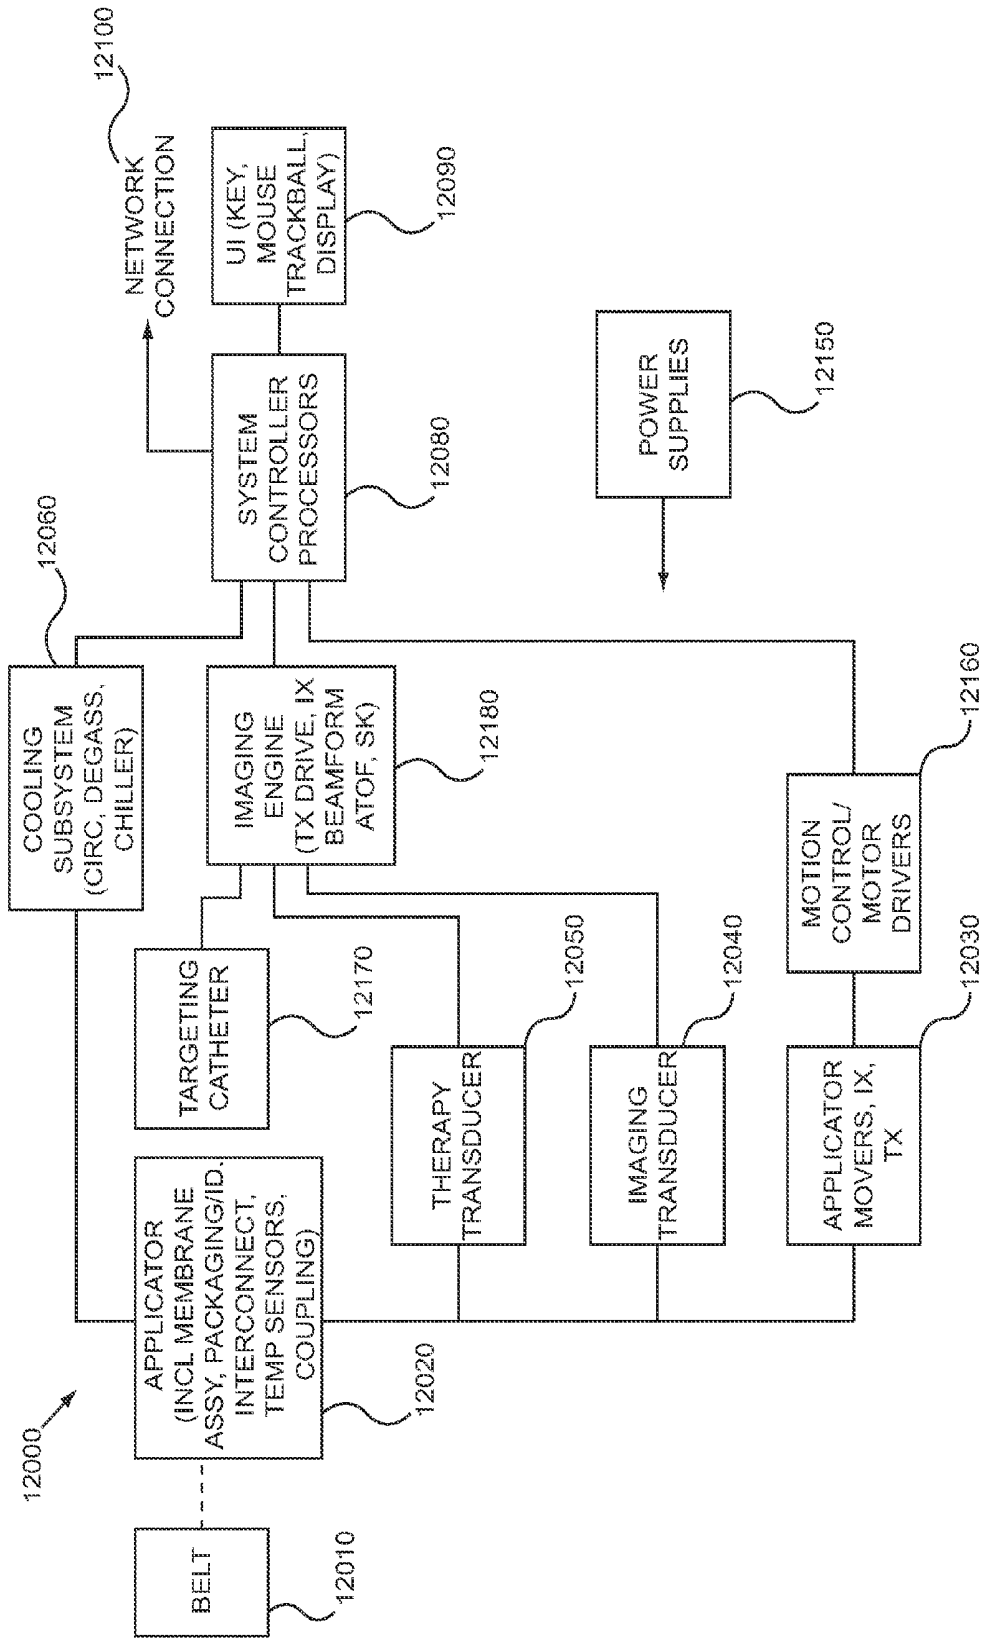 12000
BELT
12010
APPLICATOR
(INCL MEMBRANE
ASSY, PACKAGING/ID.
INTERCONNECT,
TEMP SENSORS.
COUPLING)
12020
COOLING
SUBSYSTEM
(CIRC, DEGASS,
CHILLER)
12060
TARGETING
CATHETER
12170
THERAPY
TRANSDUCER
12050
IMAGING
TRANSDUCER
12040
APPLICATOR
MOVERS, IX,
TX
12030
IMAGING
ENGINE
(TX DRIVE, IX
BEAMFORM
ATOF, SK)
12180
MOTION
CONTROL/
MOTOR
DRIVERS
12160
SYSTEM
CONTROLLER
PROCESSORS
12080
NETWORK
CONNECTION
12100
UI (KEY,
MOUSE
TRACKBALL,
DISPLAY)
12090
POWER
SUPPLIES
12150